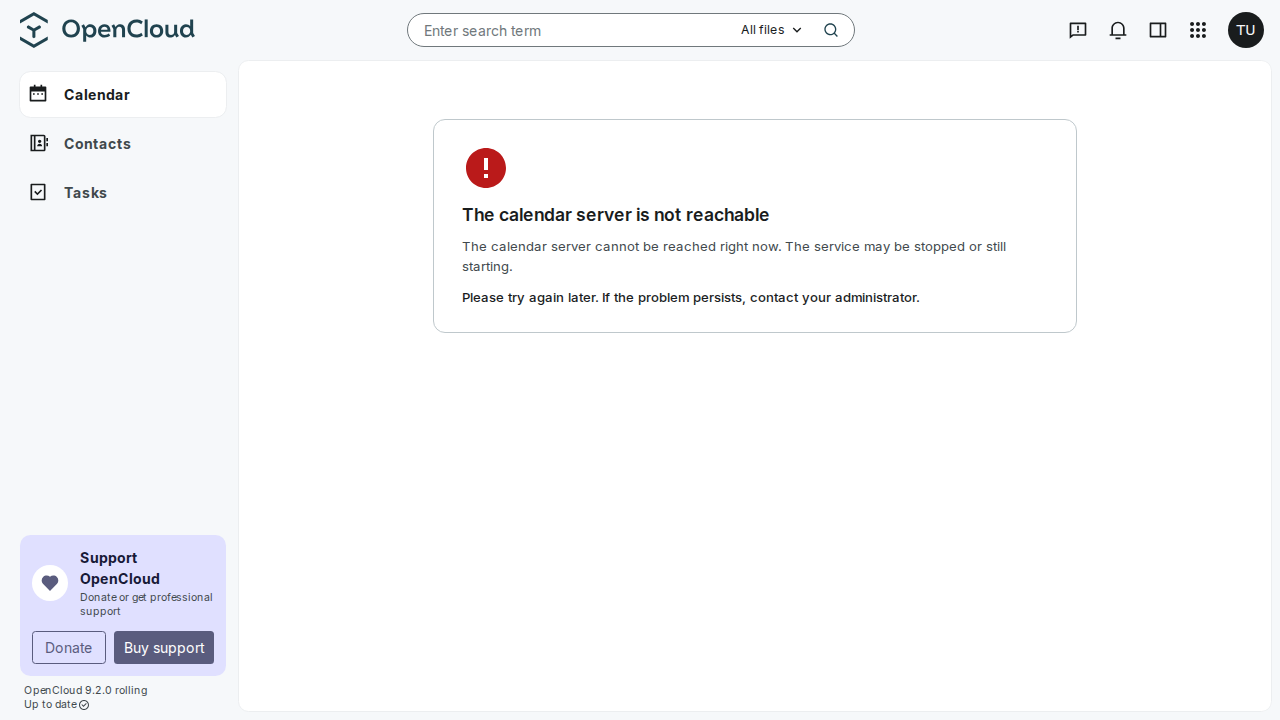 OpenCloud
Enter search term
All files
TU
Calendar
Contacts
Tasks
The calendar server is not reachable
The calendar server cannot be reached right now. The service may be stopped or still
starting.
Please try again later. If the problem persists, contact your administrator.
Support
OpenCloud
Donate or get professional
support
Donate
Buy support
OpenCloud 9.2.0 rolling
Up to date